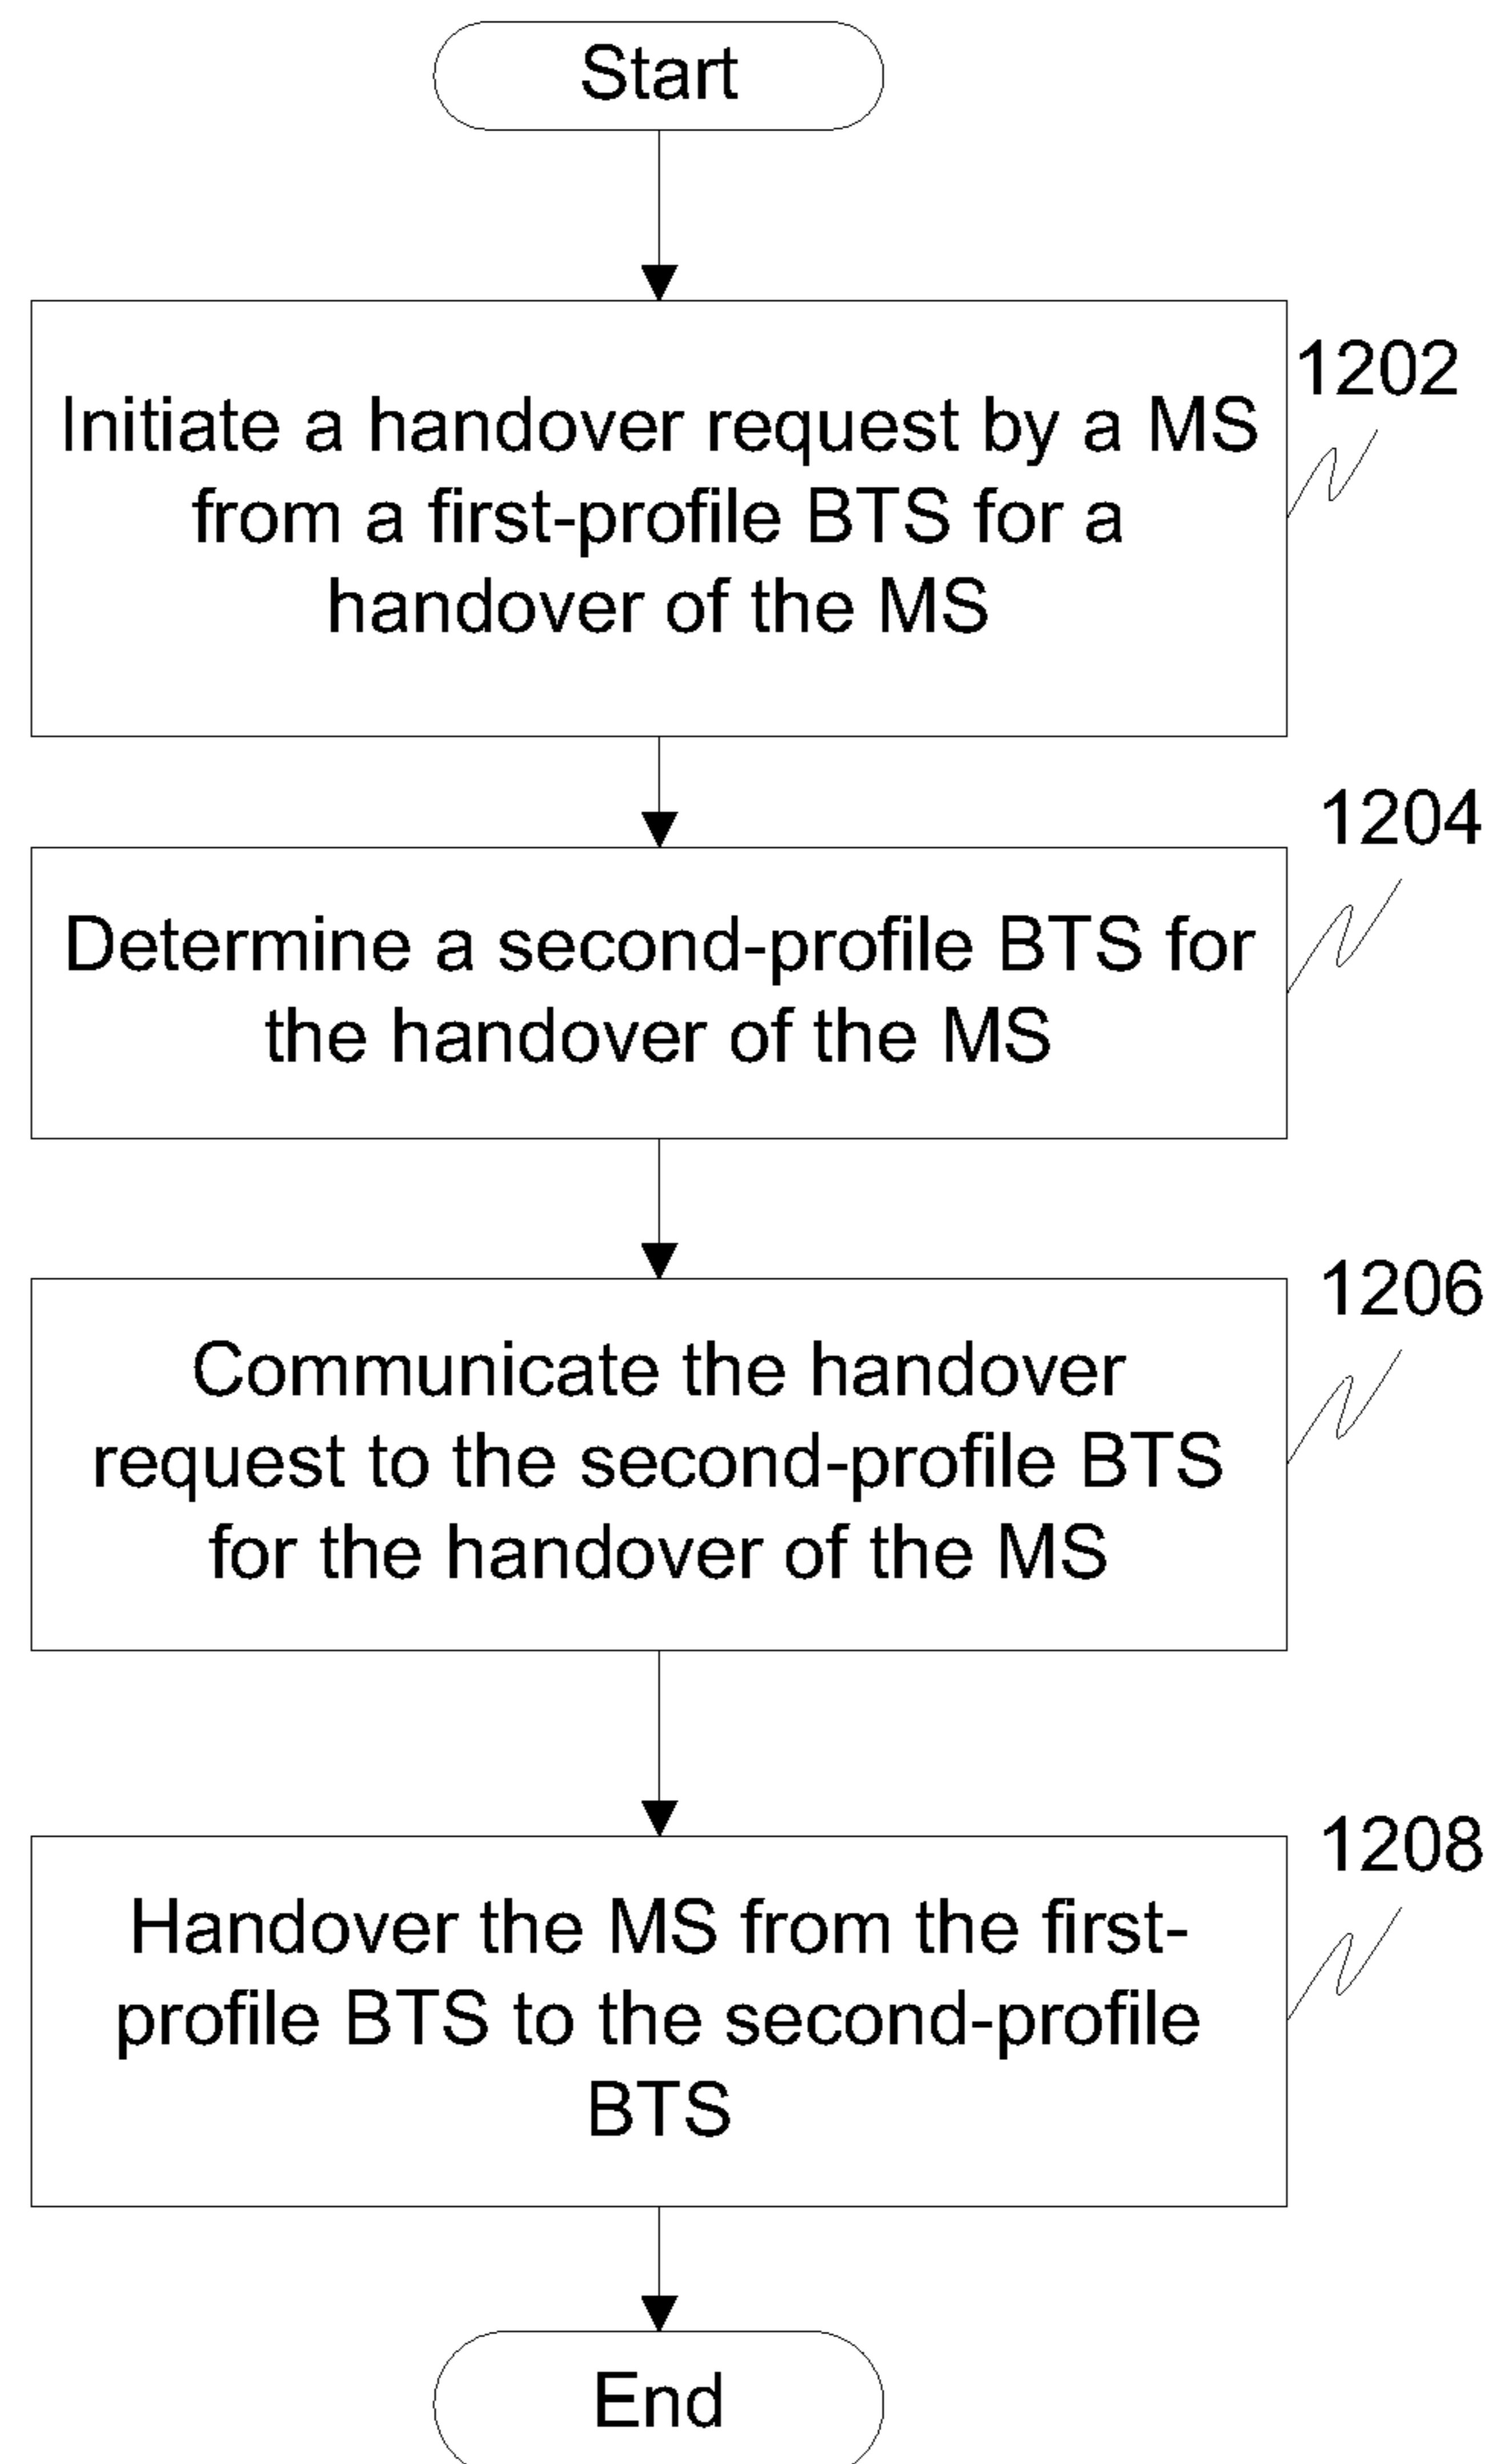 Start
Initiate a handover request by a MS
from a first-profile BTS for a
handover of the MS
1202
Determine a second-profile BTS for
the handover of the MS
1204
Communicate the handover
request to the second-profile BTS
for the handover of the MS
1206
Handover the MS from the first-
profile BTS to the second-profile
BTS
1208
End